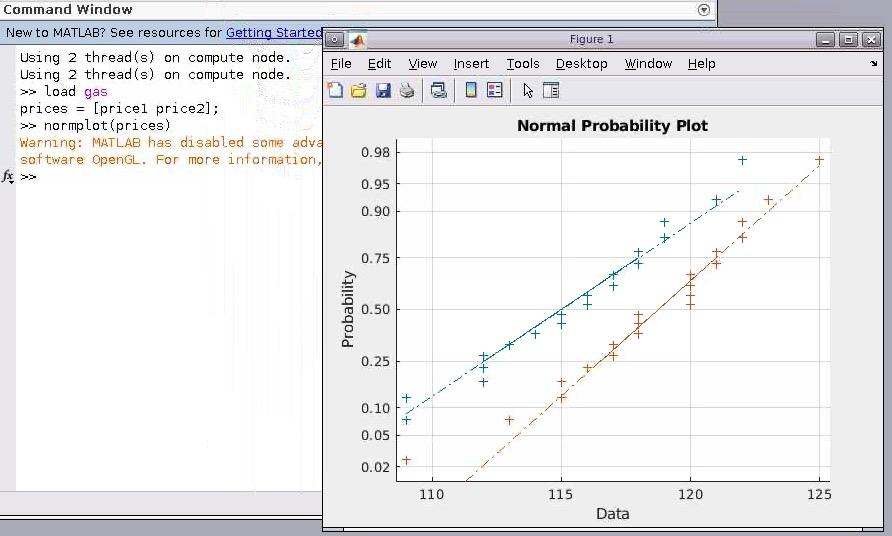 Command Window
New to MATLAB? See resources for Getting Started
Using 2 thread(s) on compute node.
Using 2 thread(s) on compute node.
>> load gas
prices = [price1 price2];
>> normplot(prices)
Warning: MATLAB has disabled some adva
software OpenGL. For more information,
fx >>
Figure 1
File Edit View Insert Tools Desktop Window Help
Normal Probability Plot
0.98
0.95
0.90
0.75
0.50
0.25
0.10
0.05
0.02
Probability
110 115 120 125
Data